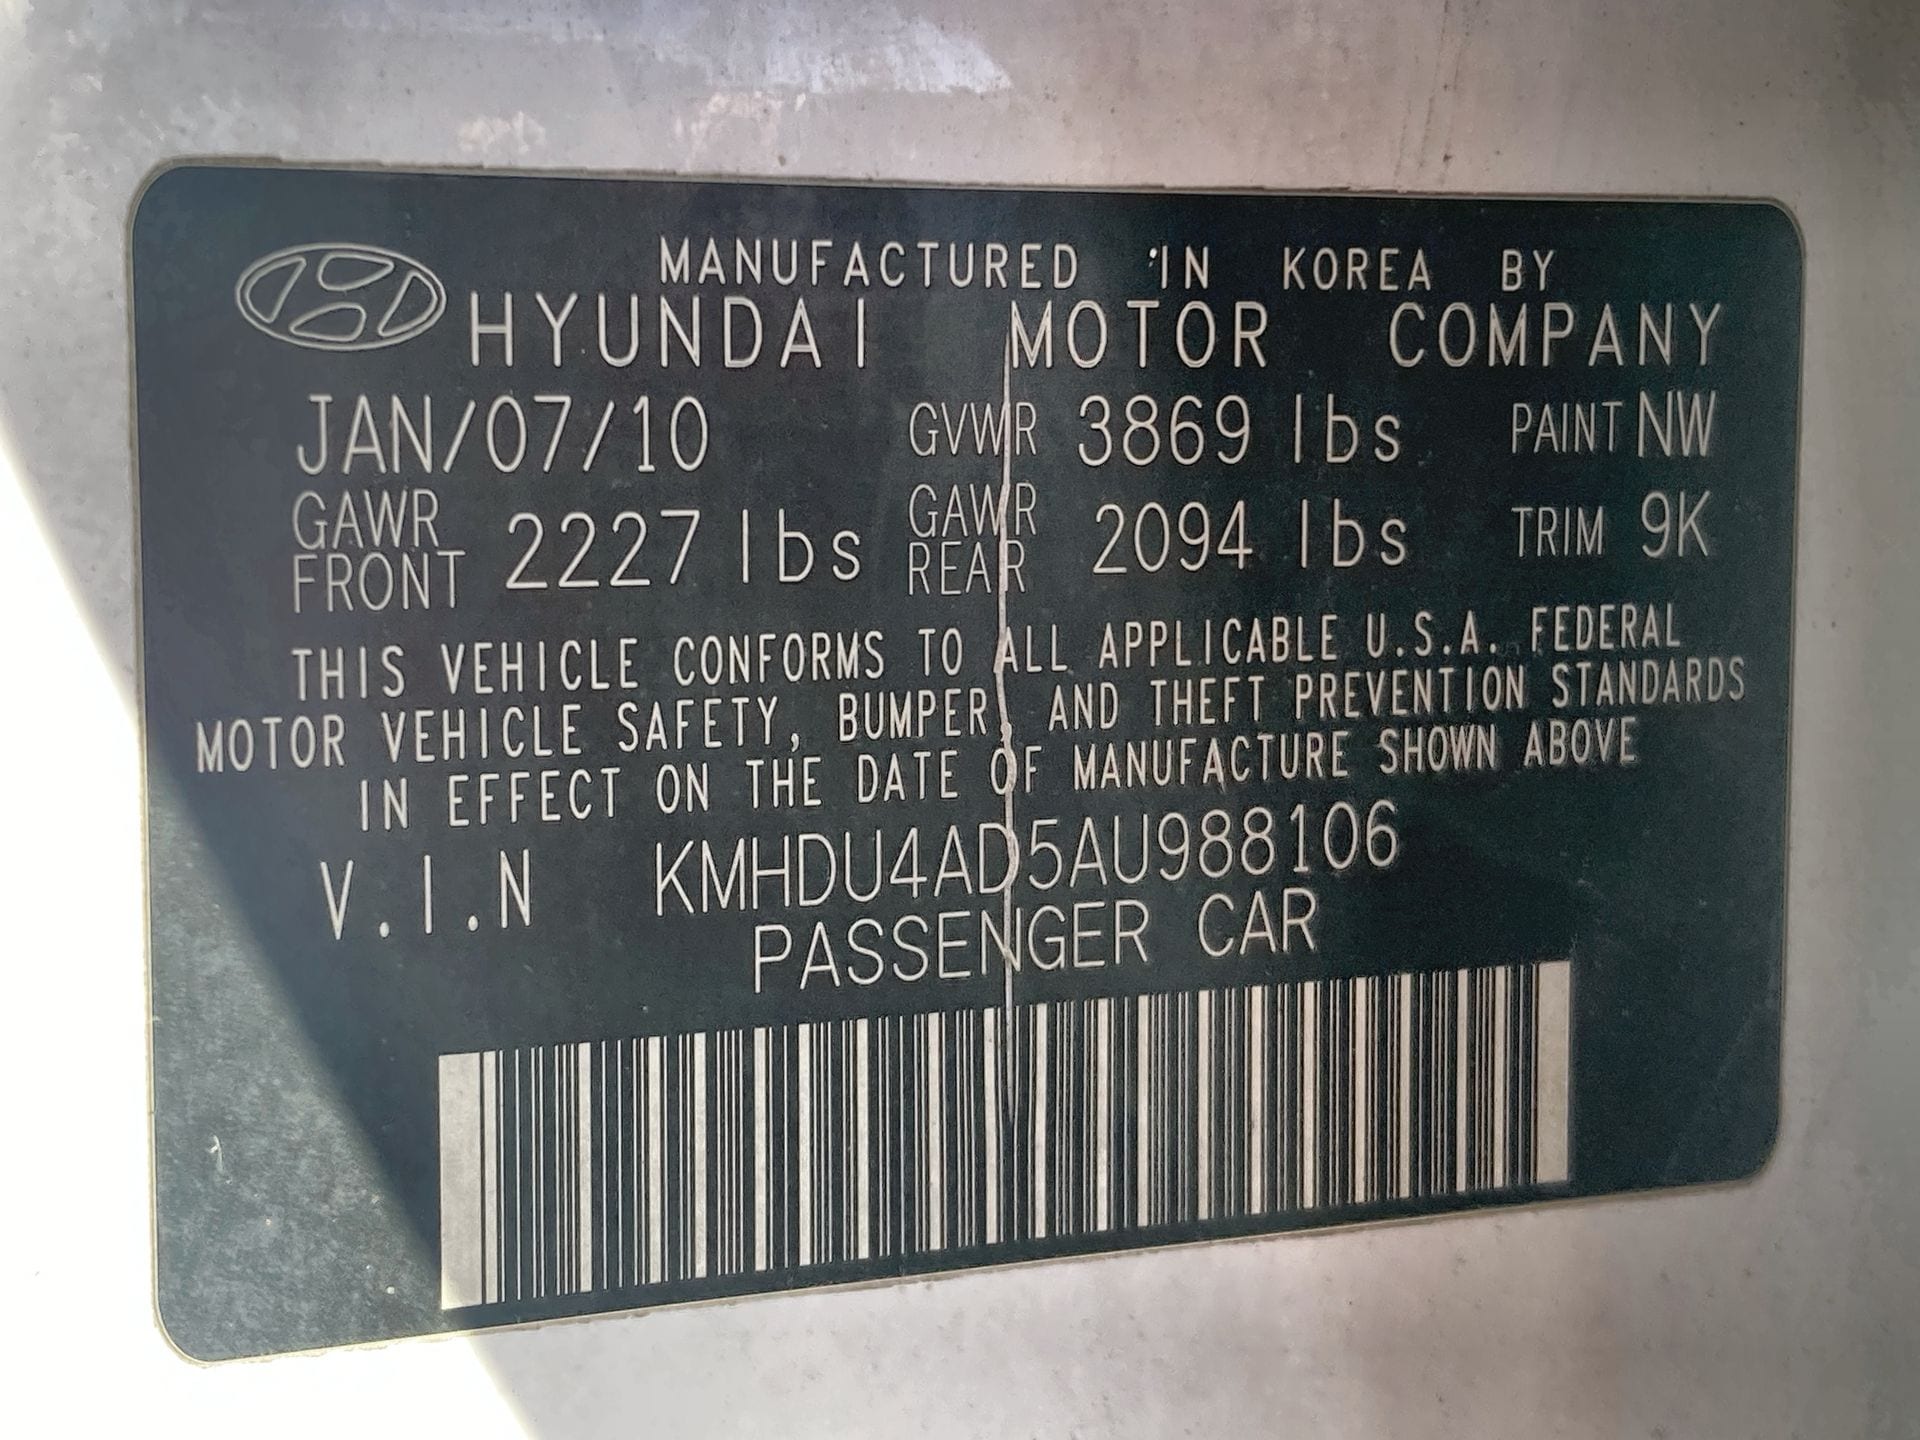 MANUFACTURED IN KOREA BY
HYUNDAI MOTOR COMPANY
JAN/07/10 GVWR 3869 lbs PAINT NW
GAWR FRONT 2227 lbs GAWR REAR 2094 lbs TRIM 9K
THIS VEHICLE CONFORMS TO ALL APPLICABLE U.S.A. FEDERAL
MOTOR VEHICLE SAFETY, BUMPER, AND THEFT PREVENTION STANDARDS
IN EFFECT ON THE DATE OF MANUFACTURE SHOWN ABOVE
V.I.N KMHDU4AD5AU988106
PASSENGER CAR